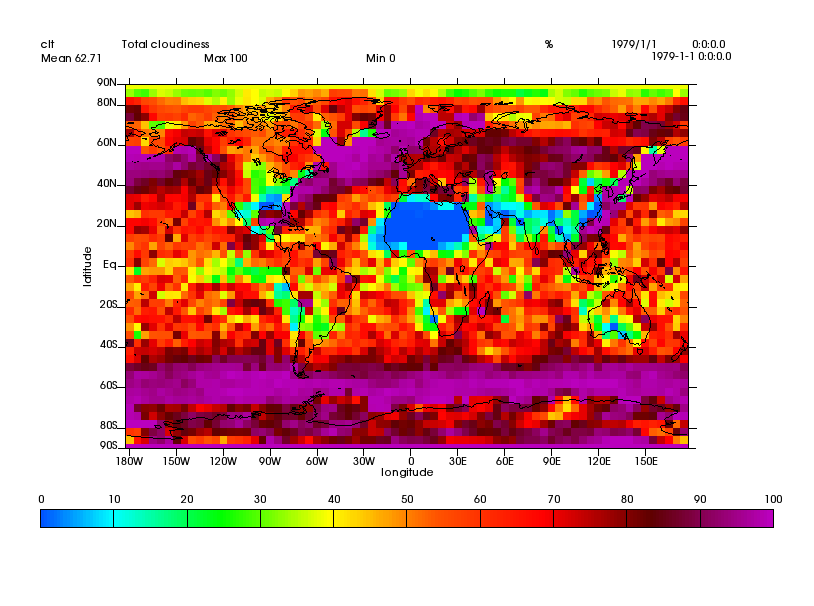 clt Total cloudiness % 1979/1/1 0:0:0.0
Mean 62.71 Max 100 Min 0 1979-1-1 0:0:0.0
90N
80N
60N
40N
20N
Eq
20S
40S
60S
80S
90S
latitude
180W 150W 120W 90W 60W 30W 0 30E 60E 90E 120E 150E
longitude
0 10 20 30 40 50 60 70 80 90 100